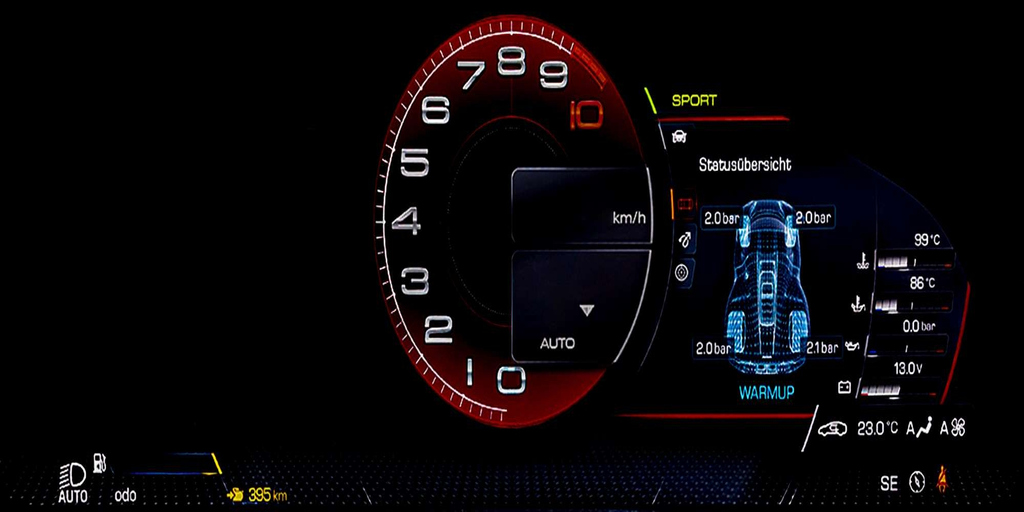 8
7
9
6
10
5
4
3
2
1
0
km/h
AUTO
SPORT
Statusübersicht
2.0 bar
2.0 bar
2.0 bar
2.1 bar
WARMUP
99 °C
86 °C
0.0 bar
13.0 V
23.0 °C A A
AUTO
odo
395 km
SE